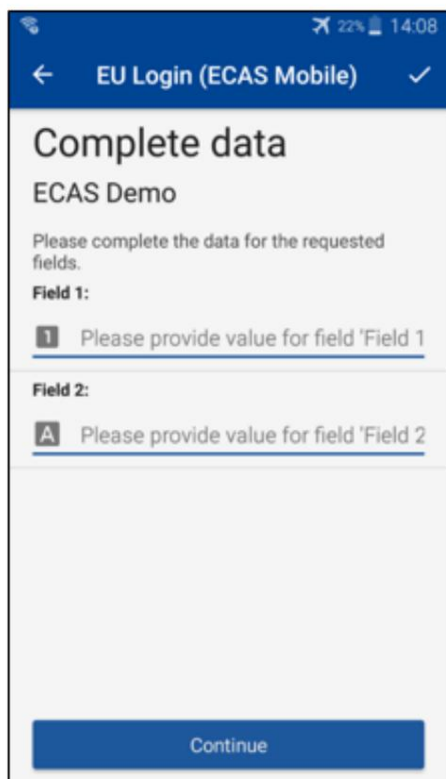 22% 14:08
EU Login (ECAS Mobile)
Complete data
ECAS Demo
Please complete the data for the requested
fields.
Field 1:
1 Please provide value for field 'Field 1
Field 2:
A Please provide value for field 'Field 2
Continue